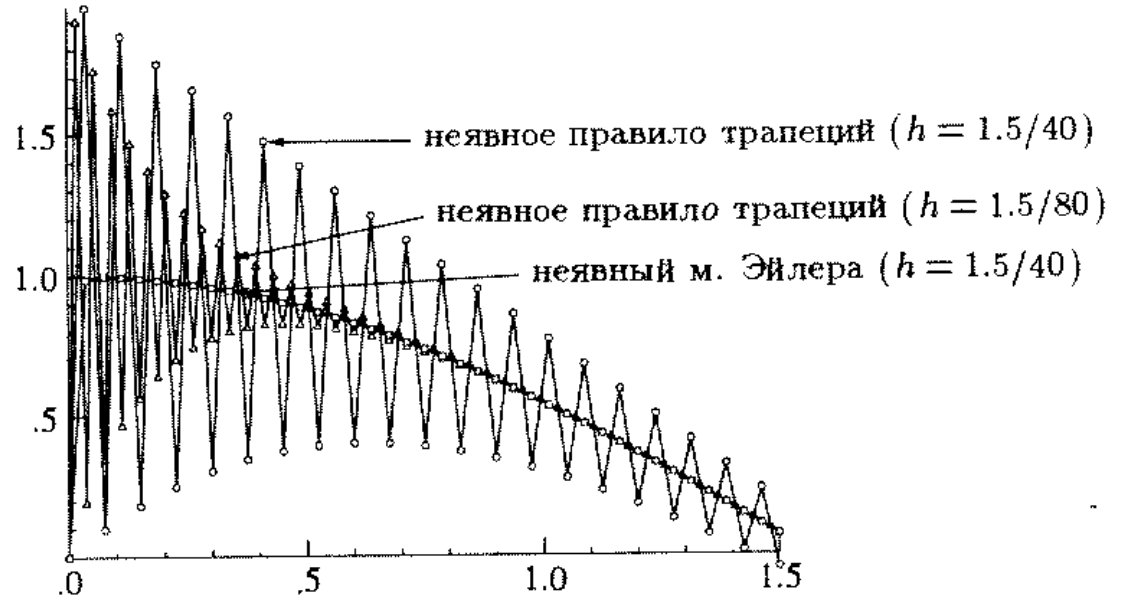 1.5
неявное правило трапеций (h = 1.5/40)
неявное правило трапеций (h = 1.5/80)
1.0
неявный м. Эйлера (h = 1.5/40)
.5
.0 .5 1.0 1.5